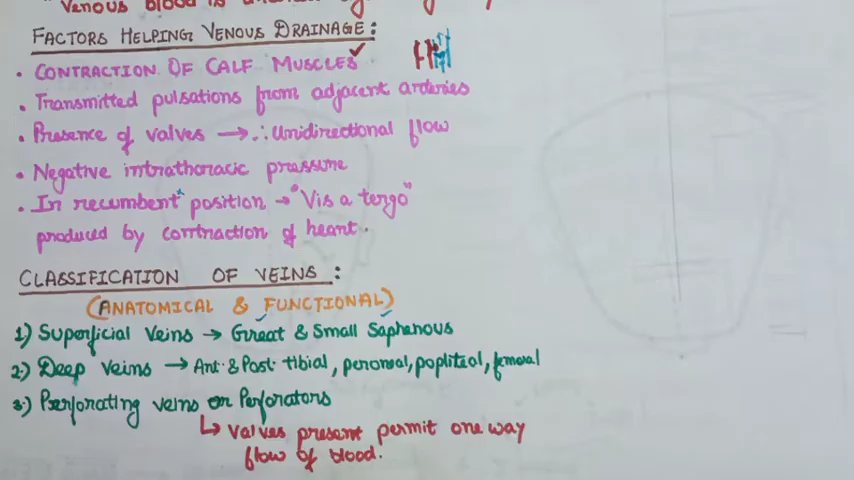 Venous blood is
FACTORS HELPING VENOUS DRAINAGE:
• CONTRACTION OF CALF MUSCLES ✓
• Transmitted pulsations from adjacent arteries
• Presence of valves → ∴ Unidirectional flow
• Negative intrathoracic pressure
• In recumbent* position → "Vis a tergo"
produced by contraction of heart.
CLASSIFICATION OF VEINS:
(ANATOMICAL & FUNCTIONAL)
1) Superficial Veins → Great & Small Saphenous
2) Deep Veins → Ant. & Post. tibial, peroneal, popliteal, femoral
3) Perforating veins or Perforators
↳ valves present permit one way
flow of blood.